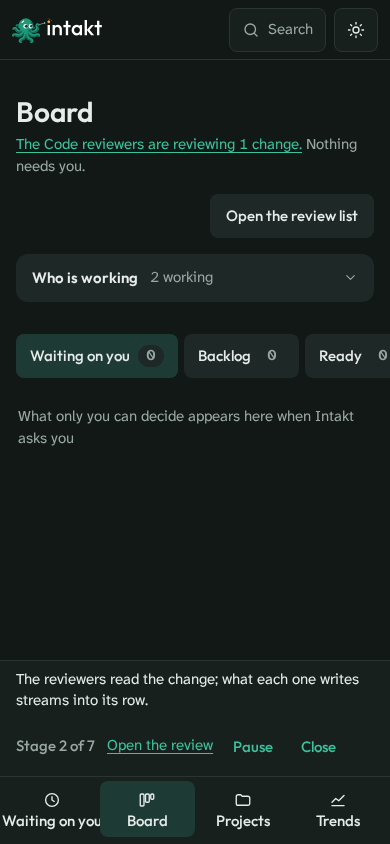 intakt
Search
Board
The Code reviewers are reviewing 1 change. Nothing
needs you.
Open the review list
Who is working 2 working
Waiting on you 0 Backlog 0 Ready 0
What only you can decide appears here when Intakt
asks you
The reviewers read the change; what each one writes
streams into its row.
Stage 2 of 7 Open the review Pause Close
Waiting on you Board Projects Trends